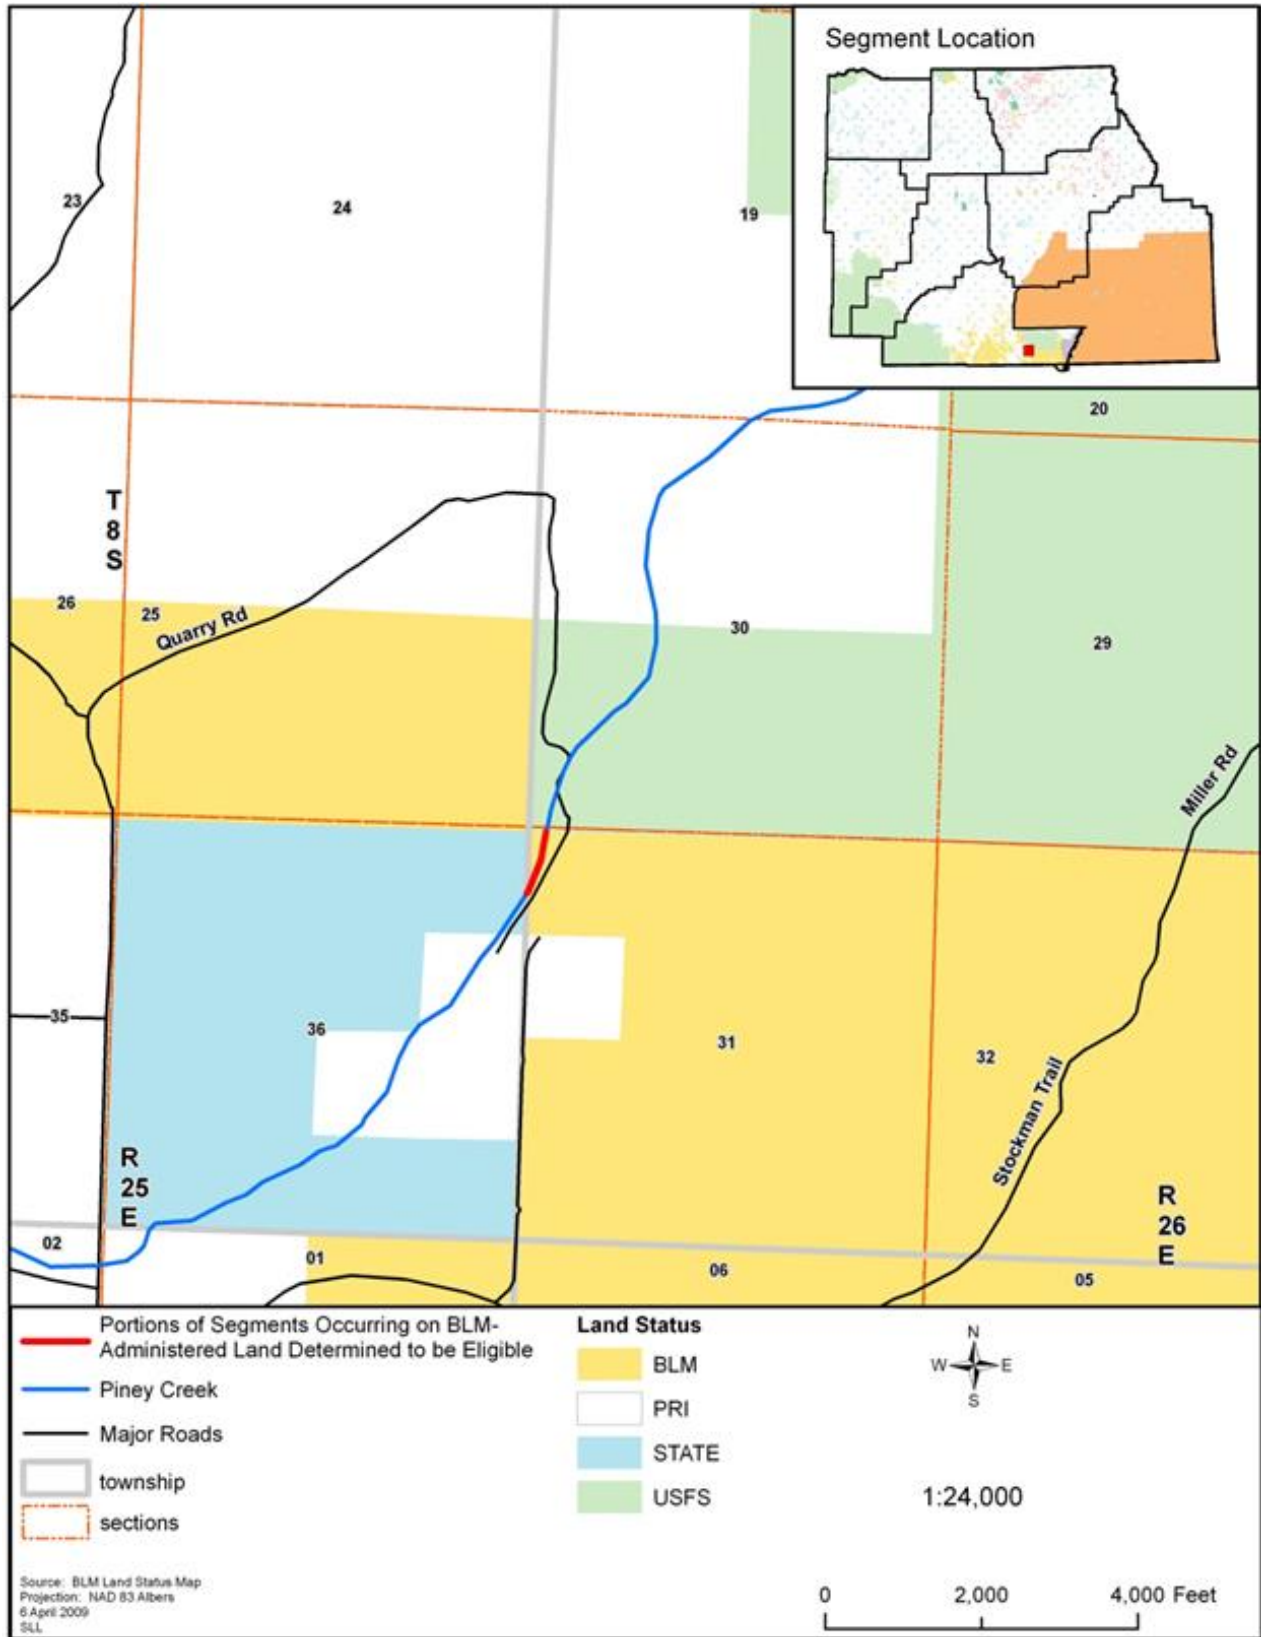 Segment Location
23
24
19
20
T
8
S
26
25
Quarry Rd
30
29
Miller Rd
35
36
31
32
Stockman Trail
R
25
E
R
26
E
02
01
06
05
Portions of Segments Occurring on BLM-
Administered Land Determined to be Eligible
Piney Creek
Major Roads
township
sections
Land Status
BLM
PRI
STATE
USFS
N
W E
S
1:24,000
Source: BLM Land Status Map
Projection: NAD 83 Albers
6 April 2009
SLL
0 2,000 4,000 Feet